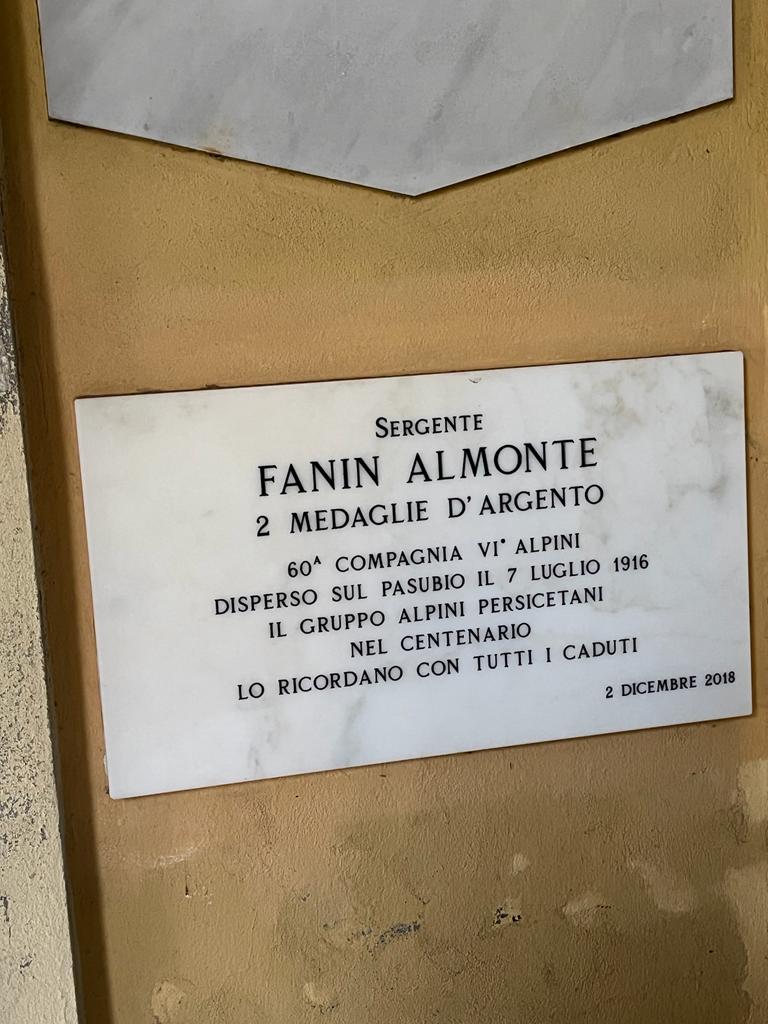 SERGENTE
FANIN ALMONTE
2 MEDAGLIE D'ARGENTO
60ᴬ COMPAGNIA VI° ALPINI
DISPERSO SUL PASUBIO IL 7 LUGLIO 1916
IL GRUPPO ALPINI PERSICETANI
NEL CENTENARIO
LO RICORDANO CON TUTTI I CADUTI
2 DICEMBRE 2018